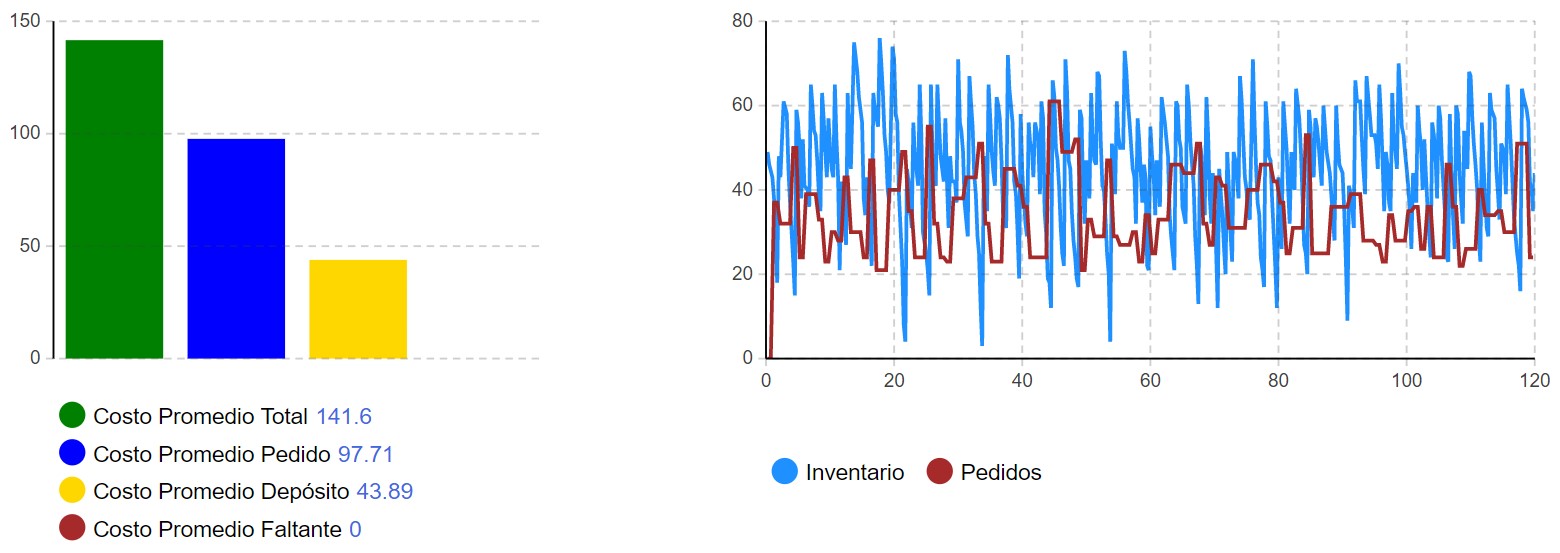 150
100
50
0
Costo Promedio Total 141.6
Costo Promedio Pedido 97.71
Costo Promedio Depósito 43.89
Costo Promedio Faltante 0
80
60
40
20
0
0 20 40 60 80 100 120
Inventario Pedidos